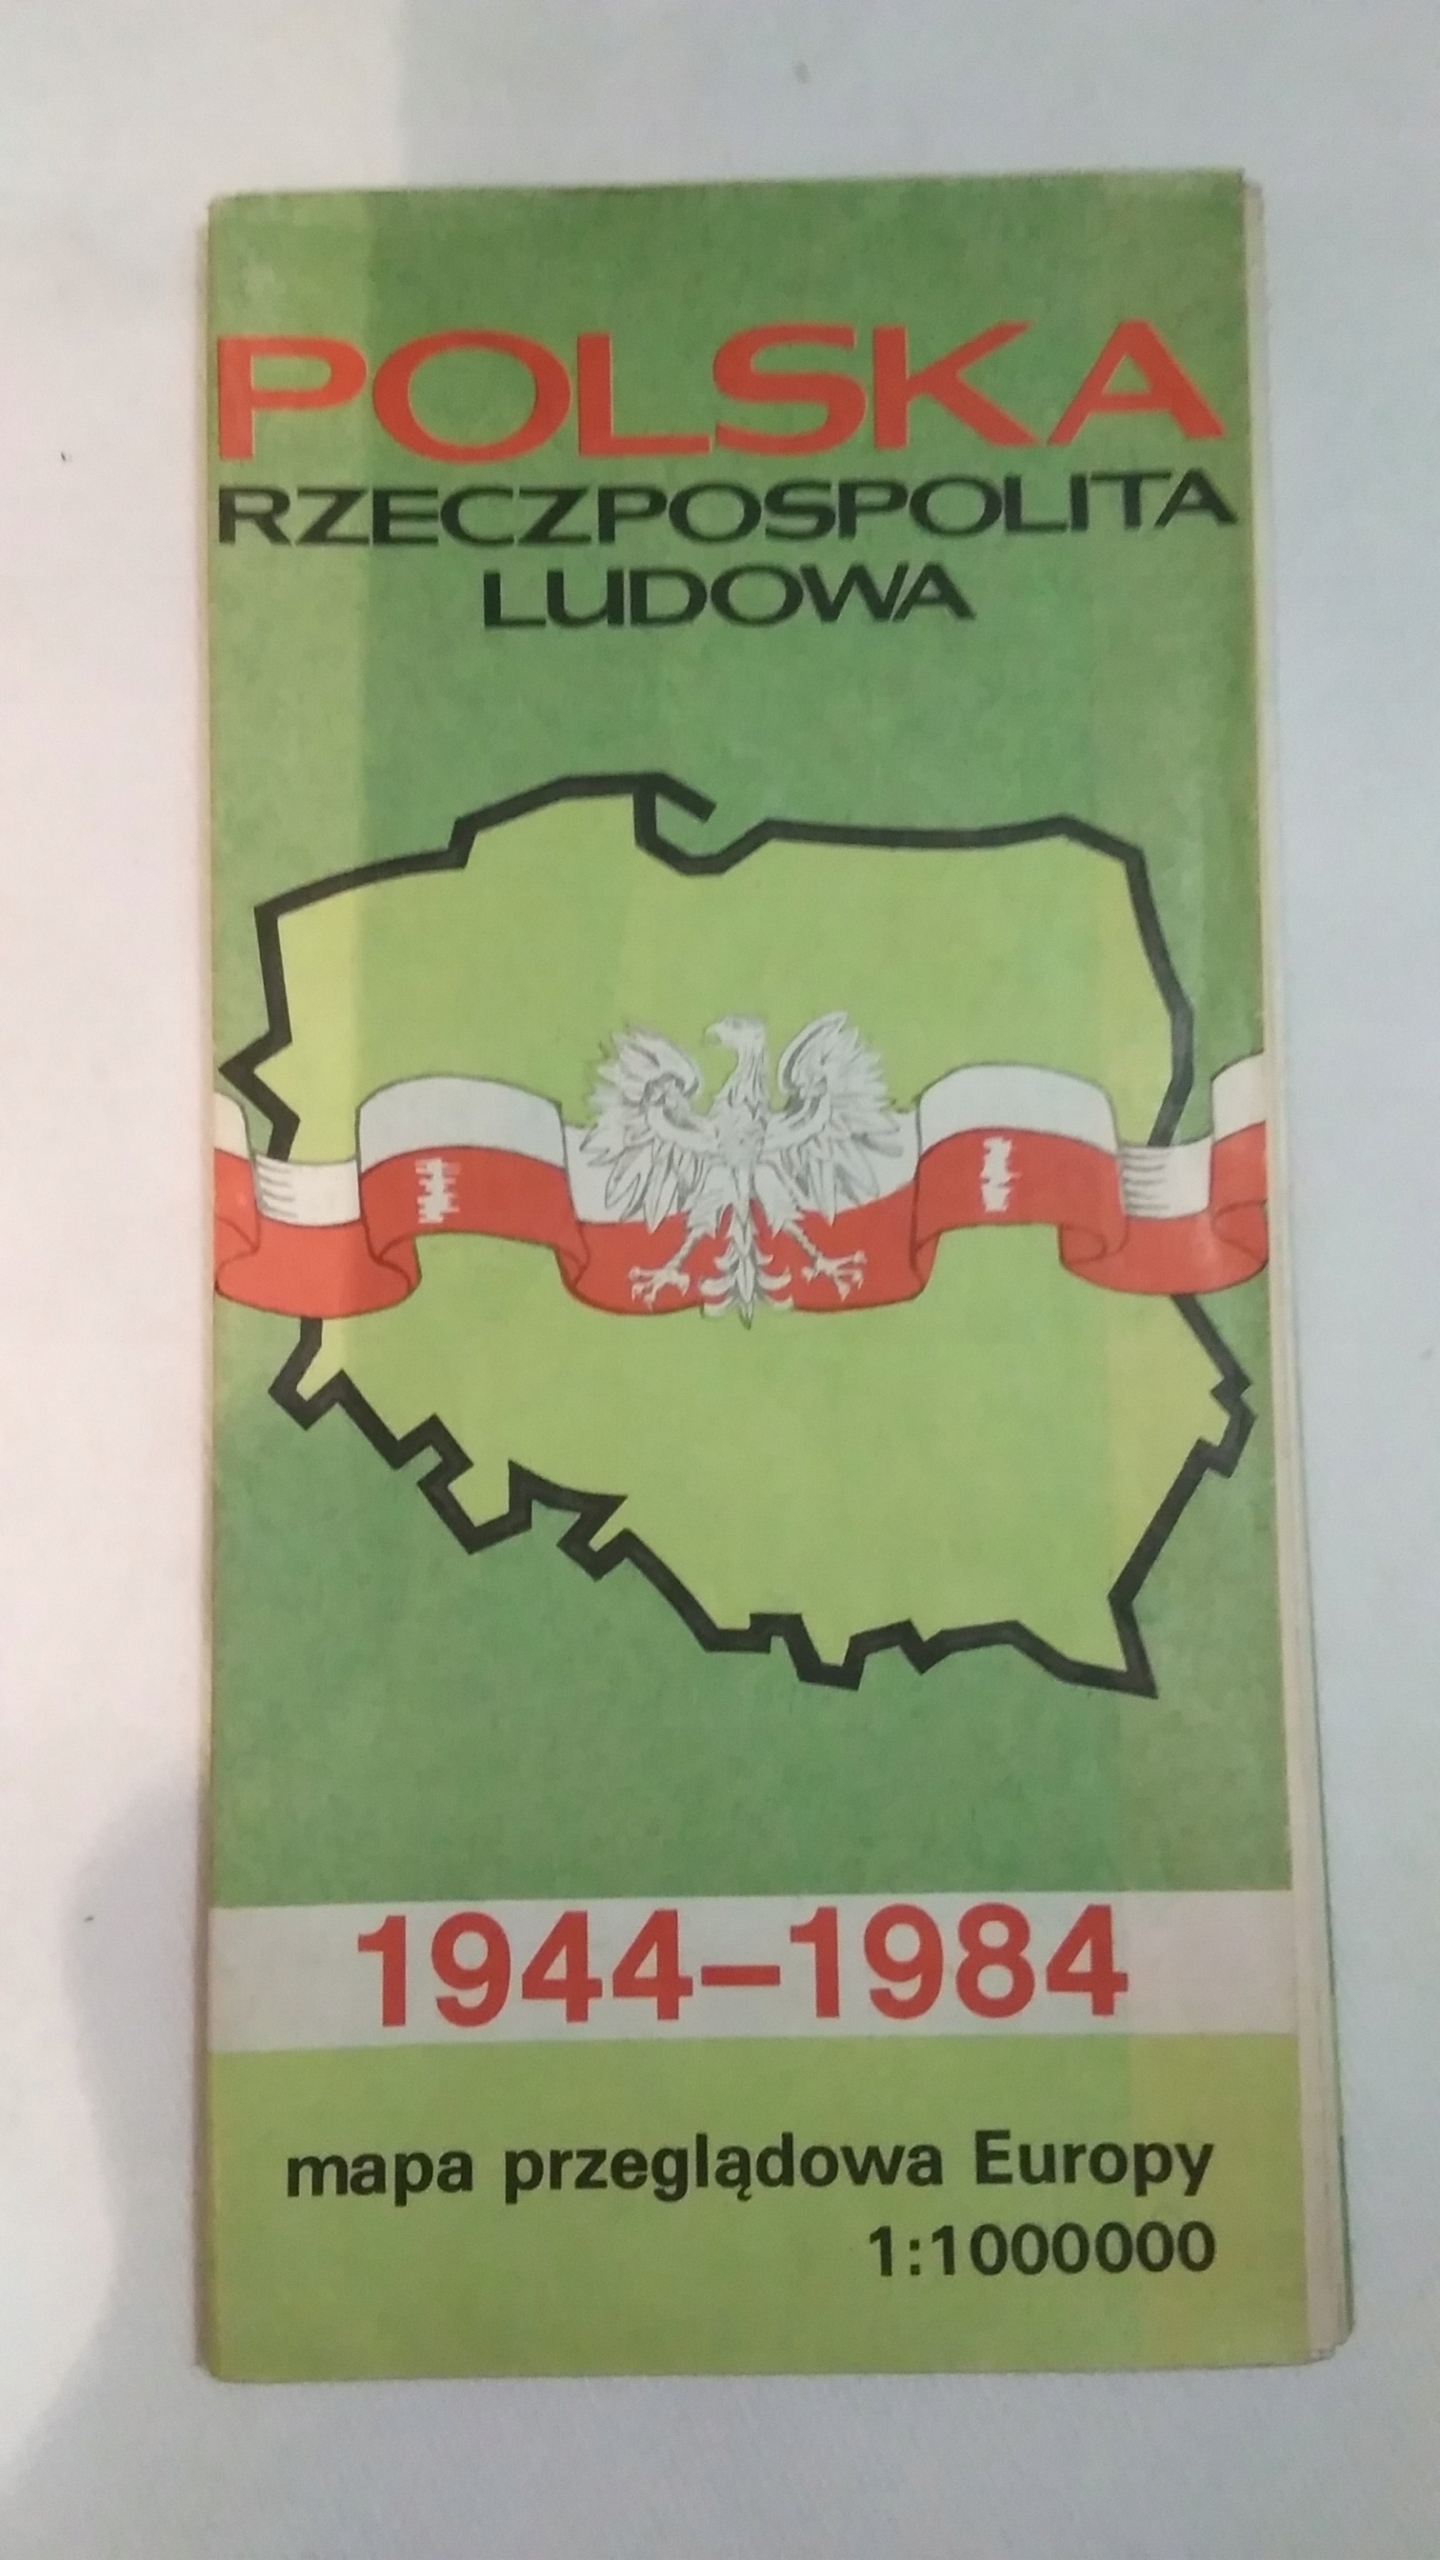 POLSKA
RZECZPOSPOLITA
LUDOWA
1944–1984
mapa przeglądowa Europy
1:1000000